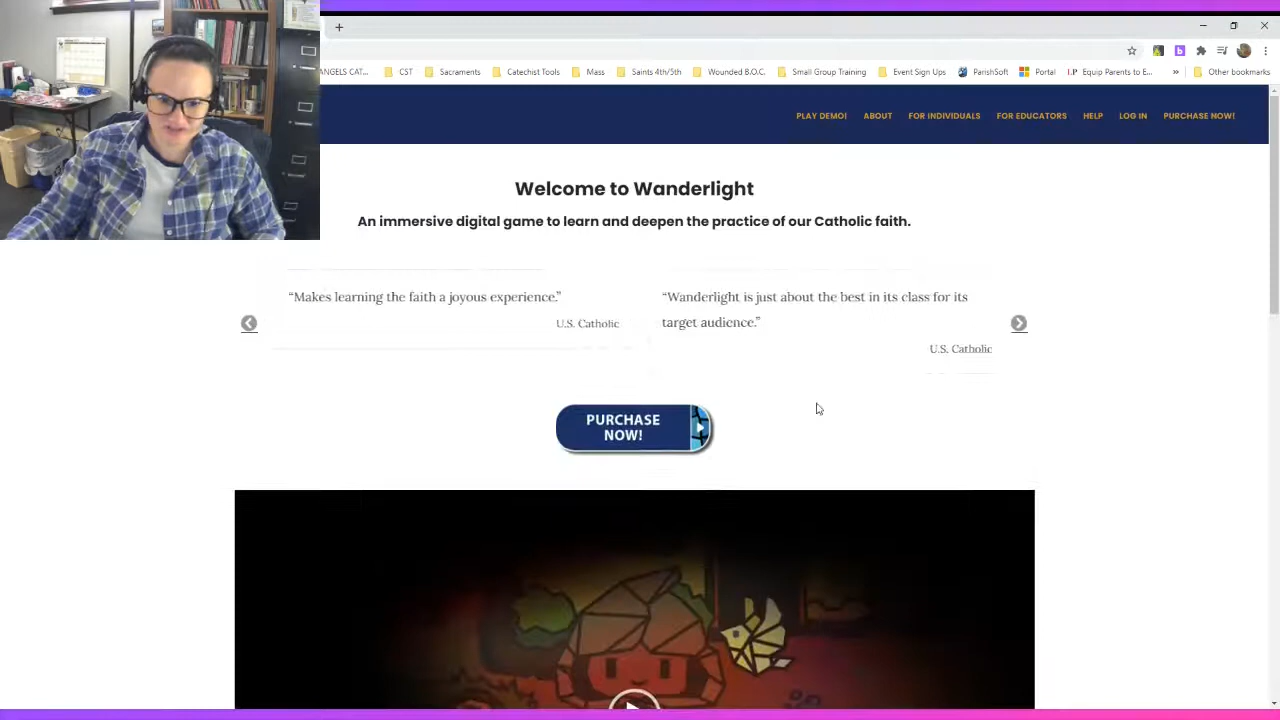 ANGELS CAT...
CST
Sacraments
Catechist Tools
Mass
Saints 4th/5th
Wounded B.O.C.
Small Group Training
Event Sign Ups
ParishSoft
Portal
I.P
Equip Parents to E...
»
Other bookmarks
PLAY DEMO!
ABOUT
FOR INDIVIDUALS
FOR EDUCATORS
HELP
LOG IN
PURCHASE NOW!
Welcome to Wanderlight
An immersive digital game to learn and deepen the practice of our Catholic faith.
“Makes learning the faith a joyous experience.”
U.S. Catholic
“Wanderlight is just about the best in its class for its
target audience.”
U.S. Catholic
PURCHASE
NOW!